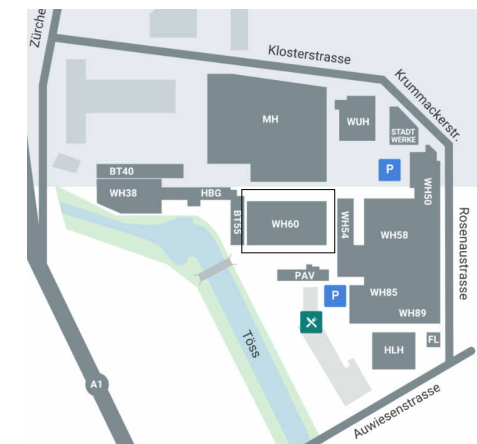 Zürche
Klosterstrasse
Krummackerstr.
MH
WUH
STADT
WERKE
P
BT40
WH38
HBG
BT55
WH60
WH54
WH50
WH58
Rosenaustrasse
PAV
P
WH85
WH89
Töss
HLH
FL
A1
Auwiesenstrasse